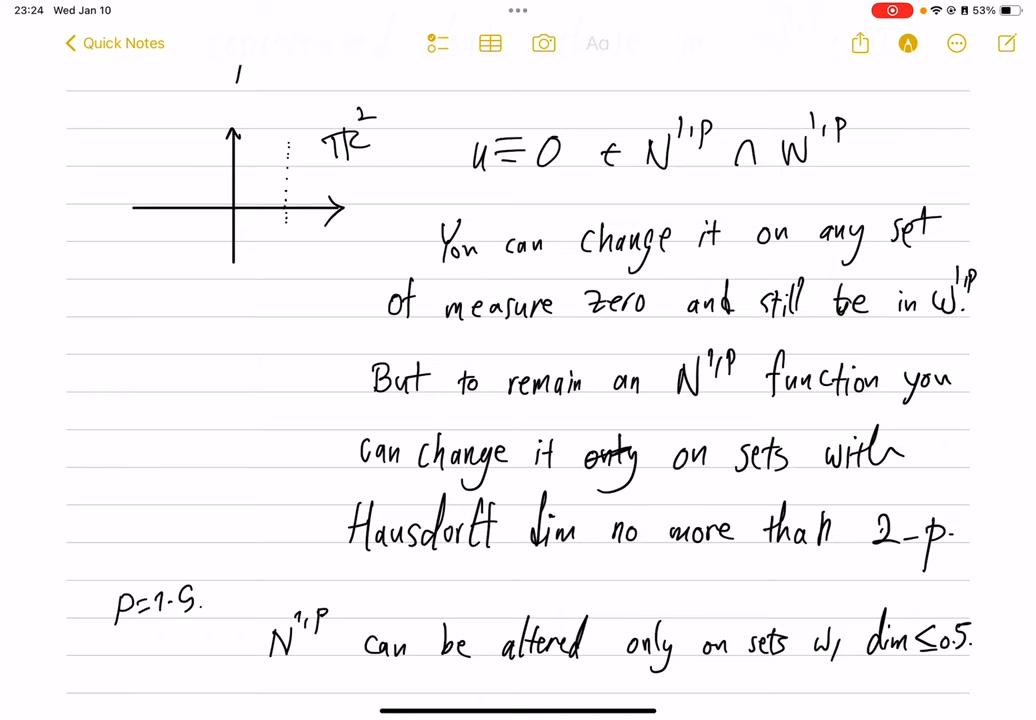 23:24 Wed Jan 10
53%
Quick Notes
Aa
ℝ²
u ≡ 0 ∈ N^{1,p} ∩ W^{1,p}
You can change it on any set
of measure zero and still be in W^{1,p}.
But to remain an N^{1,p} function you
can change it only on sets with
Hausdorff dim no more than 2-p.
p=1.5.
N^{1,p} can be altered only on sets w/ dim ≤ 0.5.